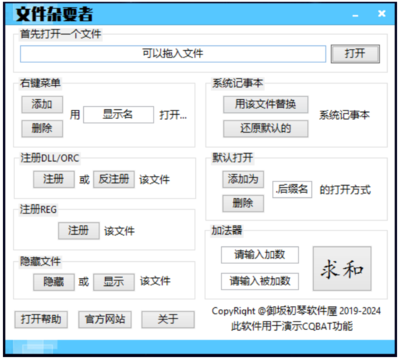 文件杂耍者
首先打开一个文件
可以拖入文件 打开
右键菜单
添加
删除
用 显示名 打开...
系统记事本
用该文件替换
还原默认的
系统记事本
注册DLL/ORC
注册 或 反注册 该文件
默认打开
添加为
删除
.后缀名 的打开方式
注册REG
注册 该文件
加法器
请输入加数
请输入被加数
求和
隐藏文件
隐藏 或 显示 该文件
打开帮助 官方网站 关于
CopyRight @御坂初琴软件屋 2019-2024
此软件用于演示CQBAT功能